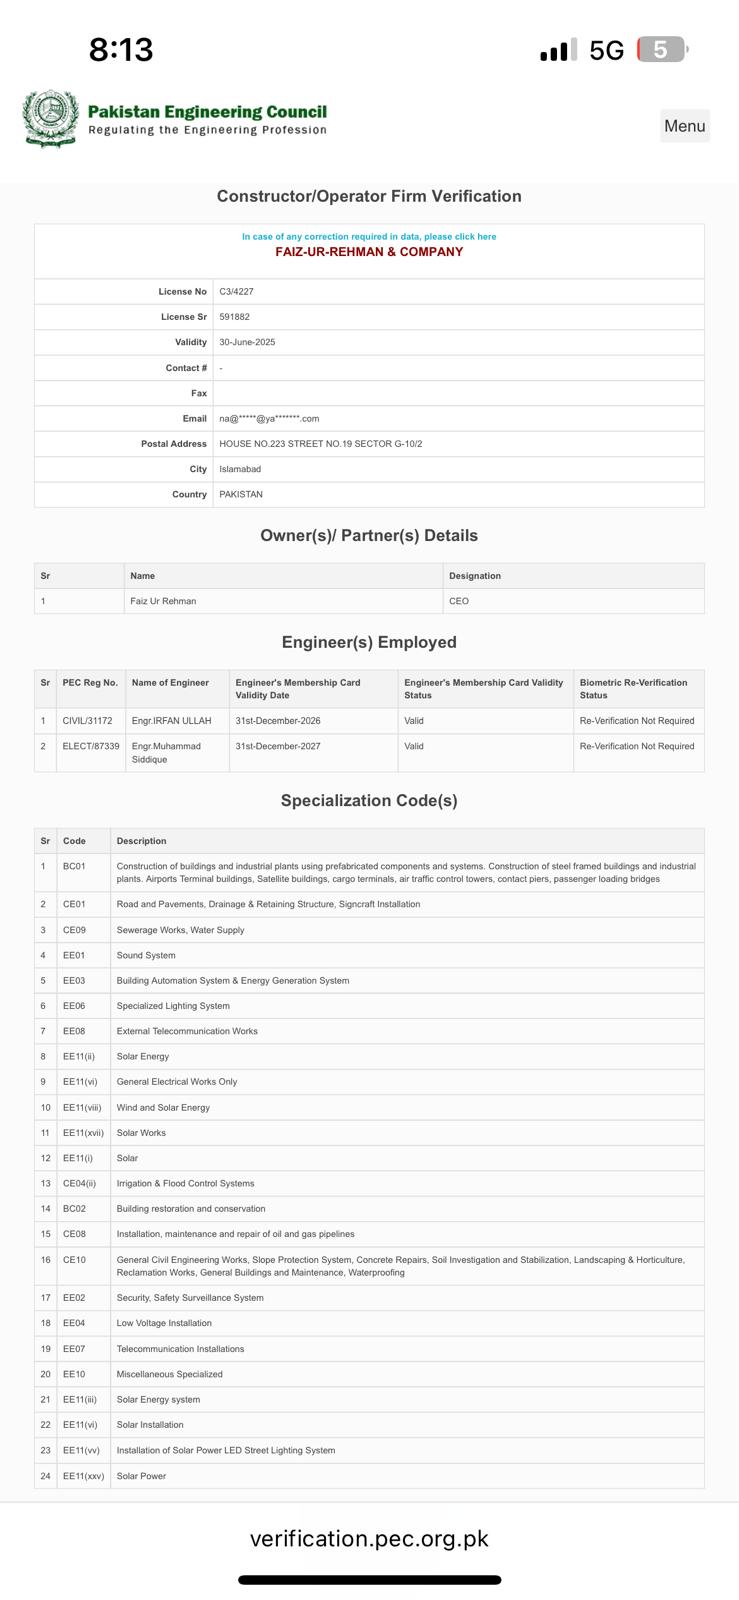 8:13
5G
5
Pakistan Engineering Council
Regulating the Engineering Profession
Menu
Constructor/Operator Firm Verification
In case of any correction required in data, please click here
FAIZ-UR-REHMAN & COMPANY
License No C3/4227
License Sr 591882
Validity 30-June-2025
Contact # -
Fax
Email na@*****@ya*******.com
Postal Address HOUSE NO.223 STREET NO.19 SECTOR G-10/2
City Islamabad
Country PAKISTAN
Owner(s)/ Partner(s) Details
Sr Name Designation
1 Faiz Ur Rehman CEO
Engineer(s) Employed
Sr PEC Reg No. Name of Engineer Engineer's Membership Card Validity Date Engineer's Membership Card Validity Status Biometric Re-Verification Status
1 CIVIL/31172 Engr.IRFAN ULLAH 31st-December-2026 Valid Re-Verification Not Required
2 ELECT/87339 Engr.Muhammad Siddique 31st-December-2027 Valid Re-Verification Not Required
Specialization Code(s)
Sr Code Description
1 BC01 Construction of buildings and industrial plants using prefabricated components and systems. Construction of steel framed buildings and industrial
plants. Airports Terminal buildings, Satellite buildings, cargo terminals, air traffic control towers, contact piers, passenger loading bridges
2 CE01 Road and Pavements, Drainage & Retaining Structure, Signcraft Installation
3 CE09 Sewerage Works, Water Supply
4 EE01 Sound System
5 EE03 Building Automation System & Energy Generation System
6 EE06 Specialized Lighting System
7 EE08 External Telecommunication Works
8 EE11(ii) Solar Energy
9 EE11(vi) General Electrical Works Only
10 EE11(viii) Wind and Solar Energy
11 EE11(xvii) Solar Works
12 EE11(i) Solar
13 CE04(ii) Irrigation & Flood Control Systems
14 BC02 Building restoration and conservation
15 CE08 Installation, maintenance and repair of oil and gas pipelines
16 CE10 General Civil Engineering Works, Slope Protection System, Concrete Repairs, Soil Investigation and Stabilization, Landscaping & Horticulture,
Reclamation Works, General Buildings and Maintenance, Waterproofing
17 EE02 Security, Safety Surveillance System
18 EE04 Low Voltage Installation
19 EE07 Telecommunication Installations
20 EE10 Miscellaneous Specialized
21 EE11(iii) Solar Energy system
22 EE11(vi) Solar Installation
23 EE11(vv) Installation of Solar Power LED Street Lighting System
24 EE11(xxv) Solar Power
verification.pec.org.pk